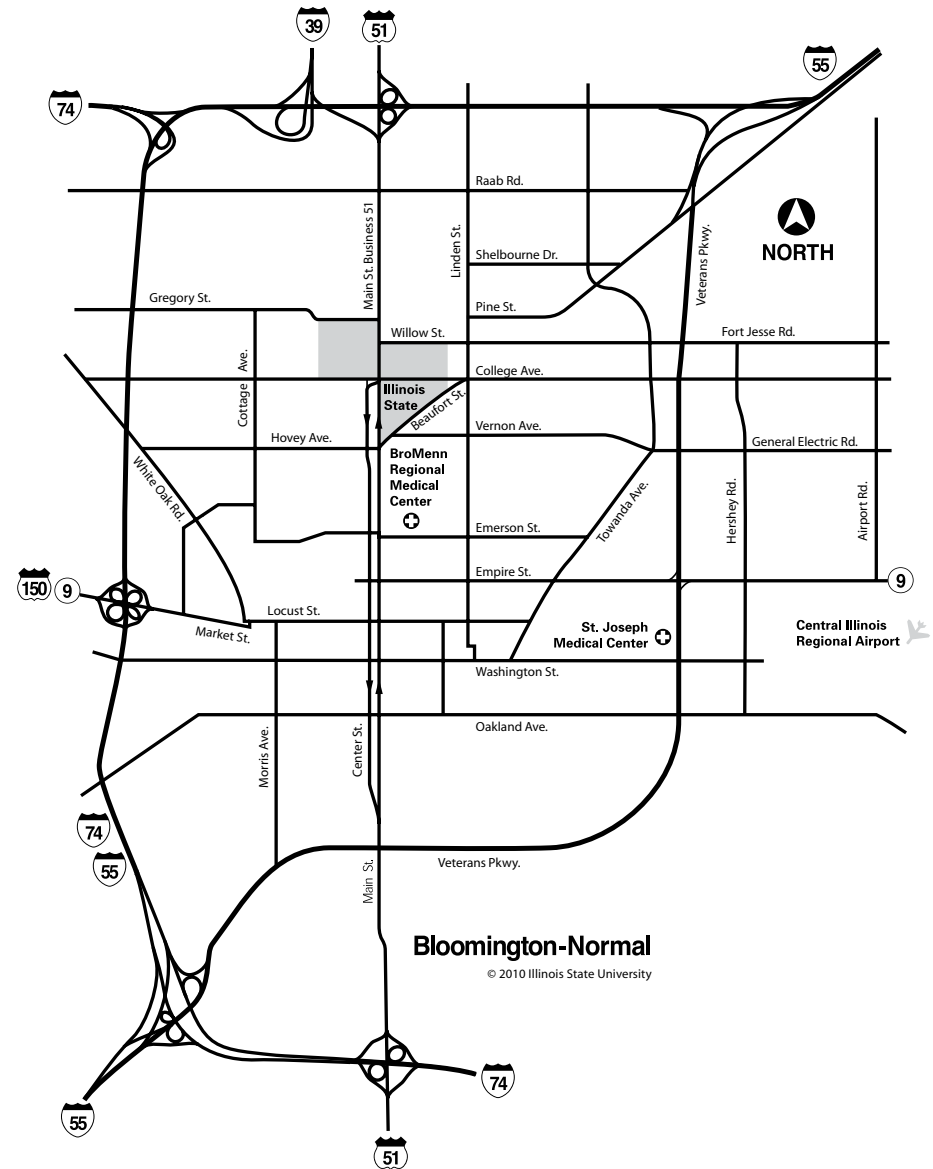 39
51
55
74
Raab Rd.
Main St. Business 51
Linden St.
Veterans Pkwy.
NORTH
Shelbourne Dr.
Gregory St.
Pine St.
Willow St.
Fort Jesse Rd.
Cottage Ave.
College Ave.
Illinois
State
Beaufort St.
Hovey Ave.
Vernon Ave.
General Electric Rd.
BroMenn
Regional
Medical
Center
White Oak Rd.
Towanda Ave.
Hershey Rd.
Airport Rd.
Emerson St.
Empire St.
150
9
9
Locust St.
Market St.
St. Joseph
Medical Center
Central Illinois
Regional Airport
Washington St.
Oakland Ave.
Morris Ave.
Center St.
74
55
Veterans Pkwy.
Main St.
Bloomington-Normal
© 2010 Illinois State University
74
55
51